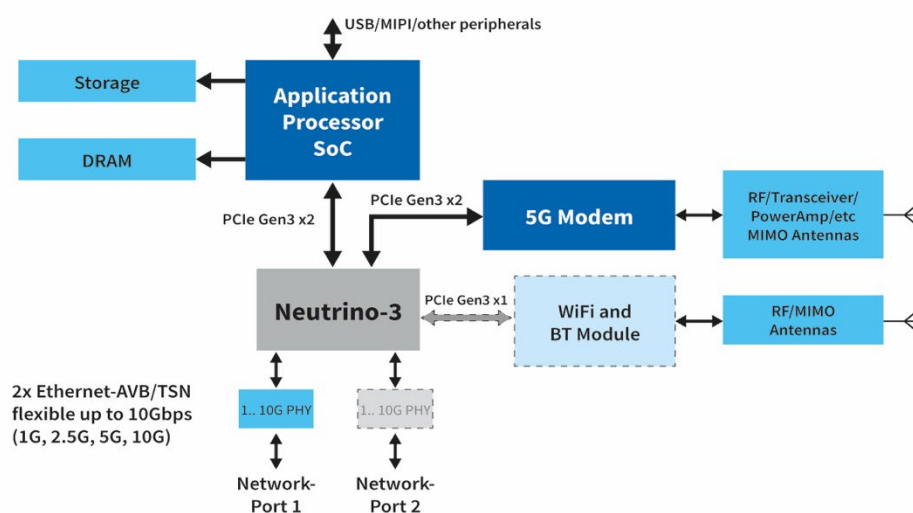 USB/MIPI/other peripherals
Storage
Application
Processor
SoC
DRAM
PCIe Gen3 x2
PCIe Gen3 x2
5G Modem
RF/Transceiver/
PowerAmp/etc
MIMO Antennas
Neutrino-3
PCIe Gen3 x1
WiFi and
BT Module
RF/MIMO
Antennas
2x Ethernet-AVB/TSN
flexible up to 10Gbps
(1G, 2.5G, 5G, 10G)
1.. 10G PHY
1.. 10G PHY
Network-
Port 1
Network-
Port 2